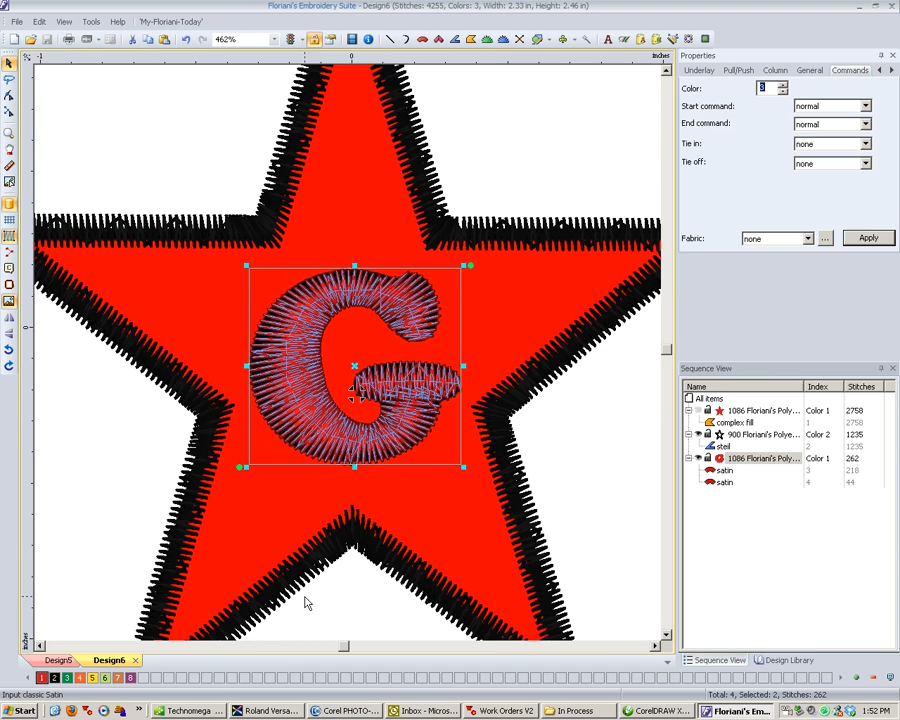 Floriani's Embroidery Suite - Design6 (Stitches: 4255, Colors: 3, Width: 2.33 in, Height: 2.46 in)
File Edit View Tools Help 'My-Floriani-Today'
462%
-1 0 Inches
Properties
Underlay Pull/Push Column General Commands
Color: 3
Start command: normal
End command: normal
Tie in: none
Tie off: none
Fabric: none ... Apply
G
0
Inches
Sequence View
Name Index Stitches
All items
1086 Floriani's Poly... Color 1 2758
complex fill 1 2758
900 Floriani's Polye... Color 2 1235
steil 2 1235
1086 Floriani's Poly... Color 1 262
satin 3 218
satin 4 44
Design5 Design6
Sequence View Design Library
1 2 3 4 5 6 7 8
Input classic Satin
Total: 4, Selected: 2, Stitches: 262
Start Technomega ... Roland Versa... Corel PHOTO-... Inbox - Micros... Work Orders V2 In Process CorelDRAW X... Floriani's Em... 1:52 PM